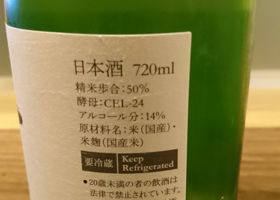 日本酒 720ml
精米歩合:50%
酵母:CEL-24
アルコール分:14%
原材料名:米(国産)・
米麹(国産米)
要冷蔵 Keep
Refrigerated
●20歳未満の者の飲酒は
法律で禁止されています。